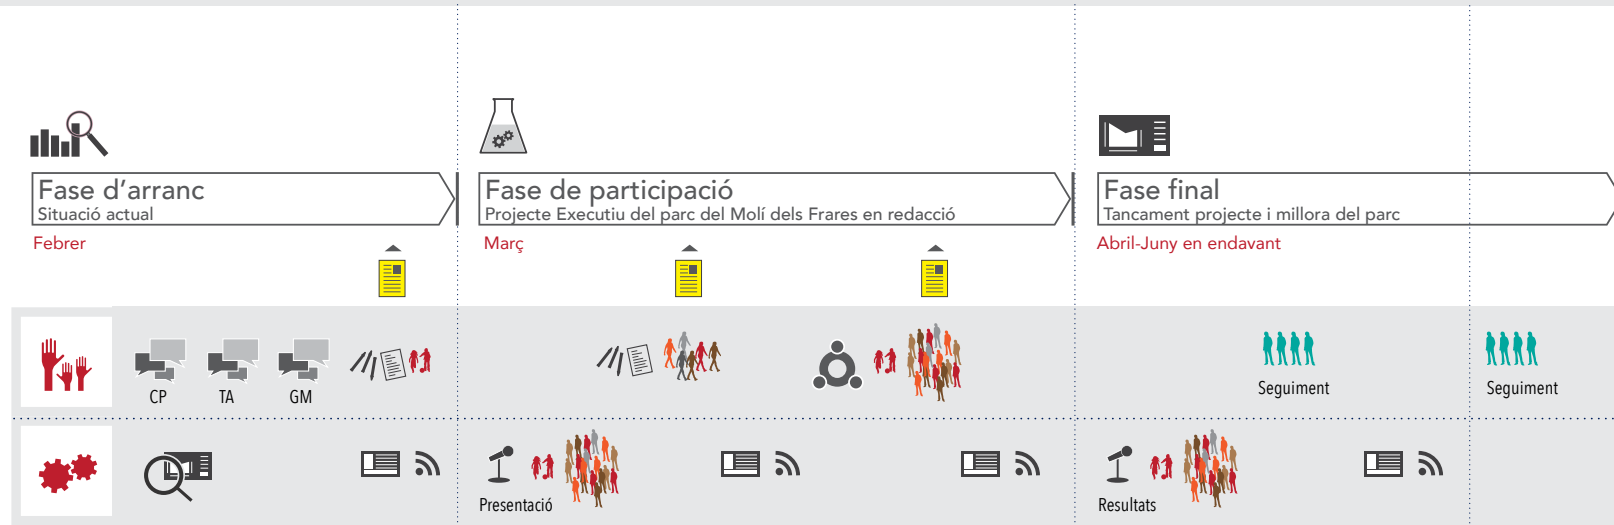 Fase d'arranc
Situació actual
Febrer
Fase de participació
Projecte Executiu del parc del Molí dels Frares en redacció
Març
Fase final
Tancament projecte i millora del parc
Abril-Juny en endavant
CP
TA
GM
Seguiment
Seguiment
Presentació
Resultats